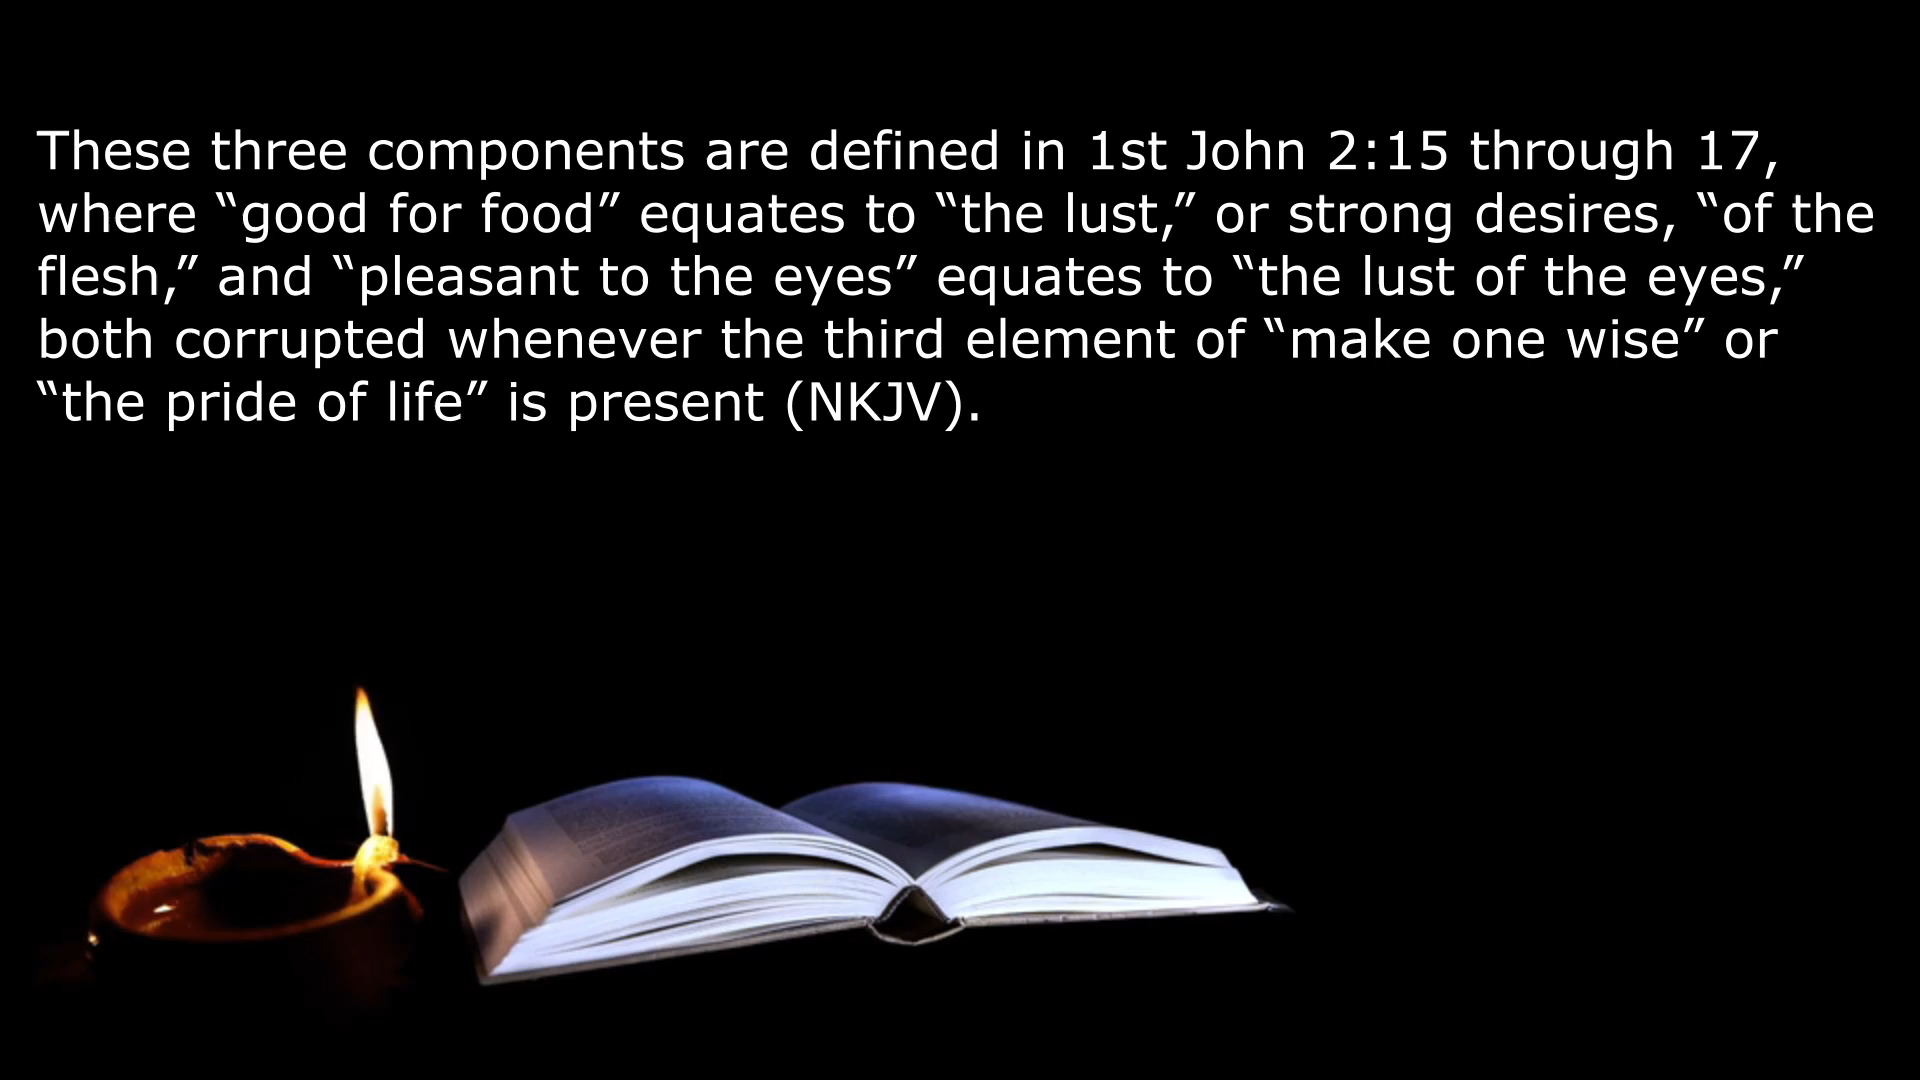 These three components are defined in 1st John 2:15 through 17,
where “good for food” equates to “the lust,” or strong desires, “of the
flesh,” and “pleasant to the eyes” equates to “the lust of the eyes,”
both corrupted whenever the third element of “make one wise” or
“the pride of life” is present (NKJV).